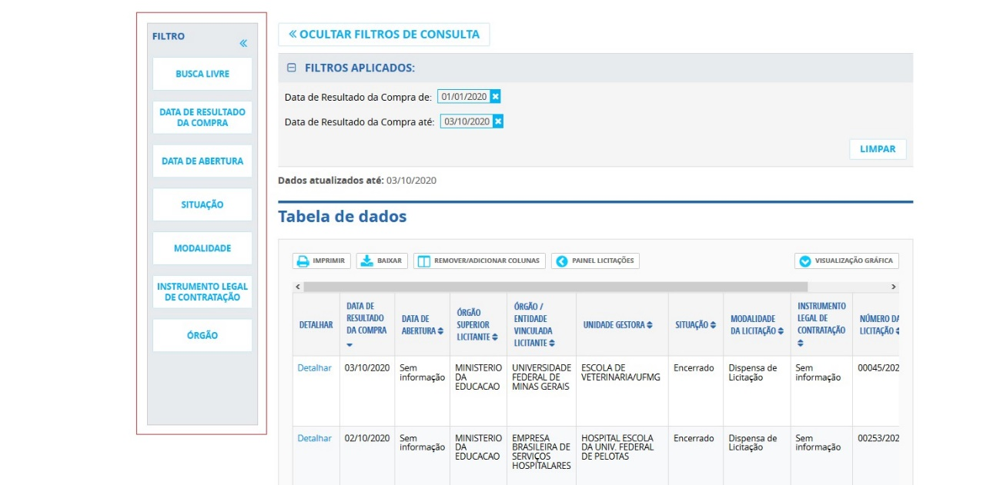 FILTRO
BUSCA LIVRE
DATA DE RESULTADO
DA COMPRA
DATA DE ABERTURA
SITUAÇÃO
MODALIDADE
INSTRUMENTO LEGAL
DE CONTRATAÇÃO
ÓRGÃO
OCULTAR FILTROS DE CONSULTA
FILTROS APLICADOS:
Data de Resultado da Compra de: 01/01/2020
Data de Resultado da Compra até: 03/10/2020
LIMPAR
Dados atualizados até: 03/10/2020
Tabela de dados
IMPRIMIR BAIXAR REMOVER/ADICIONAR COLUNAS PAINEL LICITAÇÕES VISUALIZAÇÃO GRÁFICA
DETALHAR
DATA DE
RESULTADO
DA COMPRA
DATA DE
ABERTURA
ÓRGÃO
SUPERIOR
LICITANTE
ÓRGÃO /
ENTIDADE
VINCULADA
LICITANTE
UNIDADE GESTORA
SITUAÇÃO
MODALIDADE
DA LICITAÇÃO
INSTRUMENTO
LEGAL DE
CONTRATAÇÃO
NÚMERO DA
LICITAÇÃO
Detalhar
03/10/2020
Sem
informação
MINISTERIO
DA
EDUCACAO
UNIVERSIDADE
FEDERAL DE
MINAS GERAIS
ESCOLA DE
VETERINARIA/UFMG
Encerrado
Dispensa de
Licitação
Sem
informação
00045/202
Detalhar
02/10/2020
Sem
informação
MINISTERIO
DA
EDUCACAO
EMPRESA
BRASILEIRA DE
SERVIÇOS
HOSPITALARES
HOSPITAL ESCOLA
DA UNIV. FEDERAL
DE PELOTAS
Encerrado
Dispensa de
Licitação
Sem
informação
00253/202